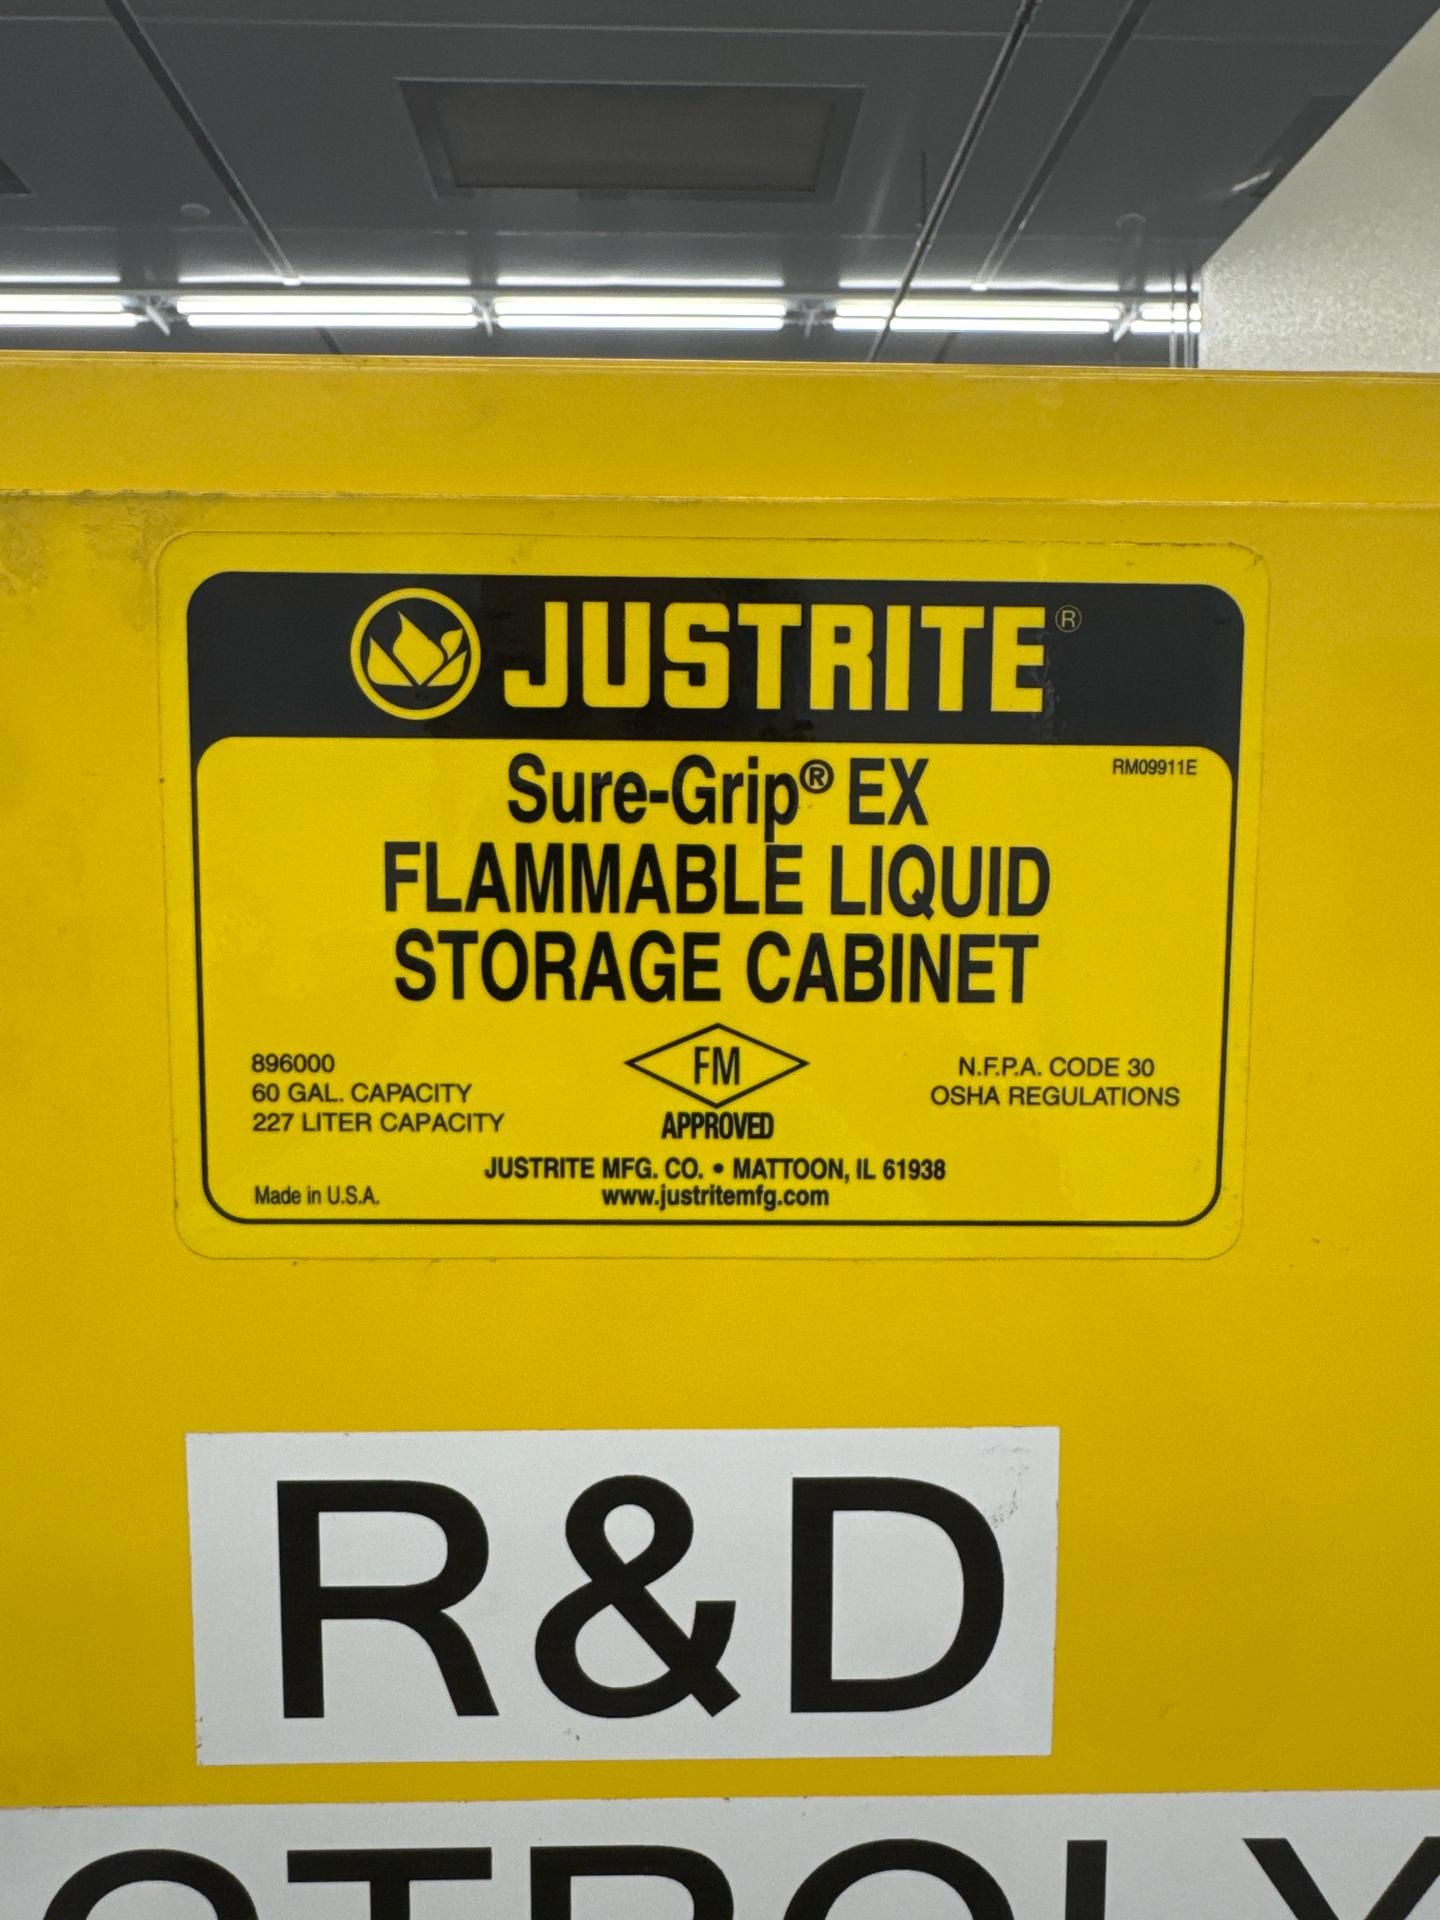 JUSTRITE®
RM09911E
Sure-Grip® EX
FLAMMABLE LIQUID
STORAGE CABINET
896000
60 GAL. CAPACITY
227 LITER CAPACITY
FM
APPROVED
N.F.P.A. CODE 30
OSHA REGULATIONS
JUSTRITE MFG. CO. • MATTOON, IL 61938
Made in U.S.A.
www.justritemfg.com
R&D